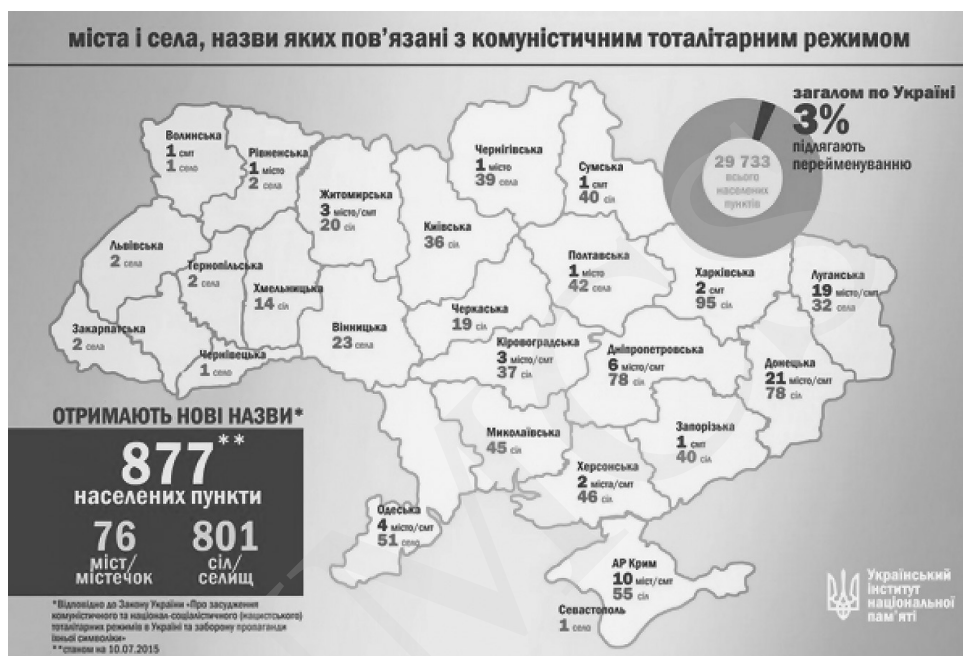 міста і села, назви яких пов’язані з комуністичним тоталітарним режимом
загалом по Україні
3%
підлягають
перейменуванню
29 733
всього
населених
пунктів
Волинська
1 смт
1 село
Рівненська
1 місто
2 села
Житомирська
3 місто/смт
20 сіл
Чернігівська
1 місто
39 села
Сумська
1 смт
40 сіл
Київська
36 сіл
Львівська
2 села
Тернопільська
2 села
Хмельницька
14 сіл
Полтавська
1 місто
42 села
Харківська
2 смт
95 сіл
Луганська
19 місто/смт
32 села
Закарпатська
2 села
Чернівецька
1 село
Вінницька
23 села
Черкаська
19 сіл
Кіровоградська
3 місто/смт
37 сіл
Дніпропетровська
6 місто/смт
78 сіл
Донецька
21 місто/смт
78 сіл
Миколаївська
45 сіл
Запорізька
1 смт
40 сіл
Херсонська
2 міста/смт
46 сіл
Одеська
4 місто/смт
51 село
АР Крим
10 міст/смт
55 сіл
Севастополь
1 село
ОТРИМАЮТЬ НОВІ НАЗВИ*
877**
населених пункти
76
міст/
містечок
801
сіл/
селищ
*Відповідно до Закону України «Про засудження
комуністичного та націонал-соціалістичного (нацистського)
тоталітарних режимів в Україні та заборону пропаганди
їхньої символіки»
**станом на 10.07.2015
Український
інститут
національної
пам’яті